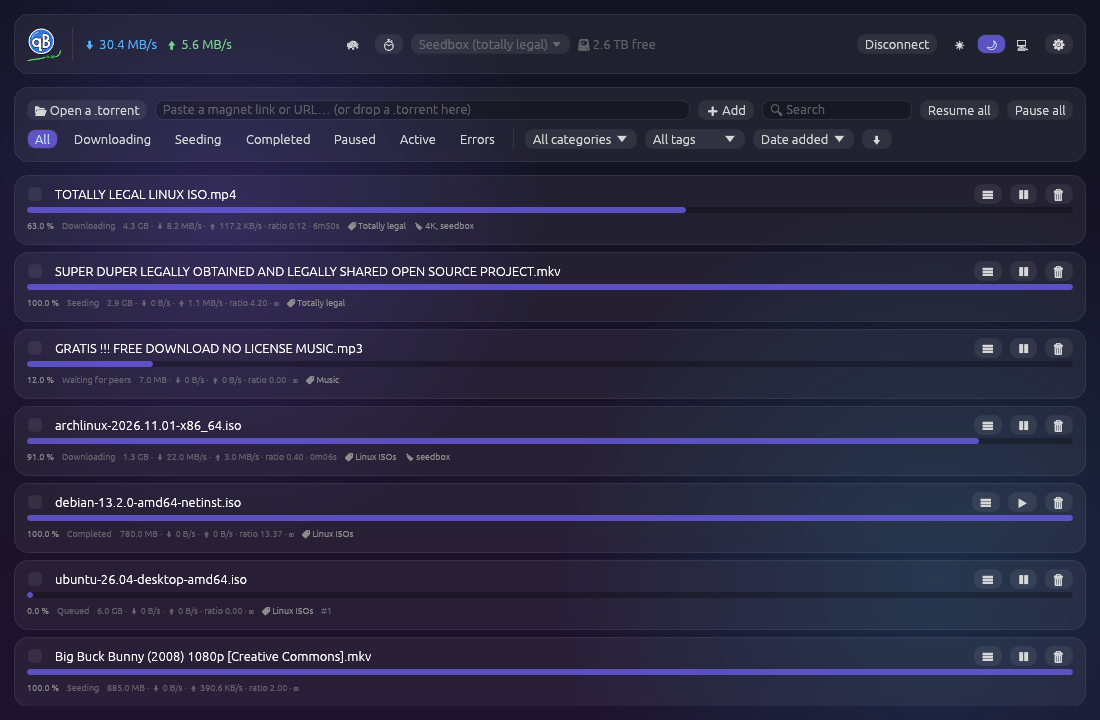 qB
30.4 MB/s 5.6 MB/s Seedbox (totally legal) 2.6 TB free Disconnect
Open a .torrent Paste a magnet link or URL… (or drop a .torrent here) Add Search Resume all Pause all
All Downloading Seeding Completed Paused Active Errors All categories All tags Date added
TOTALLY LEGAL LINUX ISO.mp4
63.0 % Downloading 4.3 GB · 8.2 MB/s · 117.2 KB/s · ratio 0.12 · 6m50s Totally legal 4K, seedbox
SUPER DUPER LEGALLY OBTAINED AND LEGALLY SHARED OPEN SOURCE PROJECT.mkv
100.0 % Seeding 2.9 GB · 0 B/s · 1.1 MB/s · ratio 4.20 · ∞ Totally legal
GRATIS !!! FREE DOWNLOAD NO LICENSE MUSIC.mp3
12.0 % Waiting for peers 7.0 MB · 0 B/s · 0 B/s · ratio 0.00 · ∞ Music
archlinux-2026.11.01-x86_64.iso
91.0 % Downloading 1.3 GB · 22.0 MB/s · 3.0 MB/s · ratio 0.40 · 0m06s Linux ISOs seedbox
debian-13.2.0-amd64-netinst.iso
100.0 % Completed 780.0 MB · 0 B/s · 0 B/s · ratio 13.37 · ∞ Linux ISOs
ubuntu-26.04-desktop-amd64.iso
0.0 % Queued 6.0 GB · 0 B/s · 0 B/s · ratio 0.00 · ∞ Linux ISOs #1
Big Buck Bunny (2008) 1080p [Creative Commons].mkv
100.0 % Seeding 885.0 MB · 0 B/s · 390.6 KB/s · ratio 2.00 · ∞